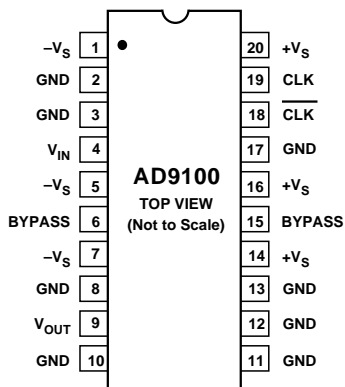 –VS 1 20 +VS
GND 2 19 CLK
GND 3 18 C̅L̅K̅
VIN 4 17 GND
–VS 5 16 +VS
AD9100
TOP VIEW
(Not to Scale)
BYPASS 6 15 BYPASS
–VS 7 14 +VS
GND 8 13 GND
VOUT 9 12 GND
GND 10 11 GND